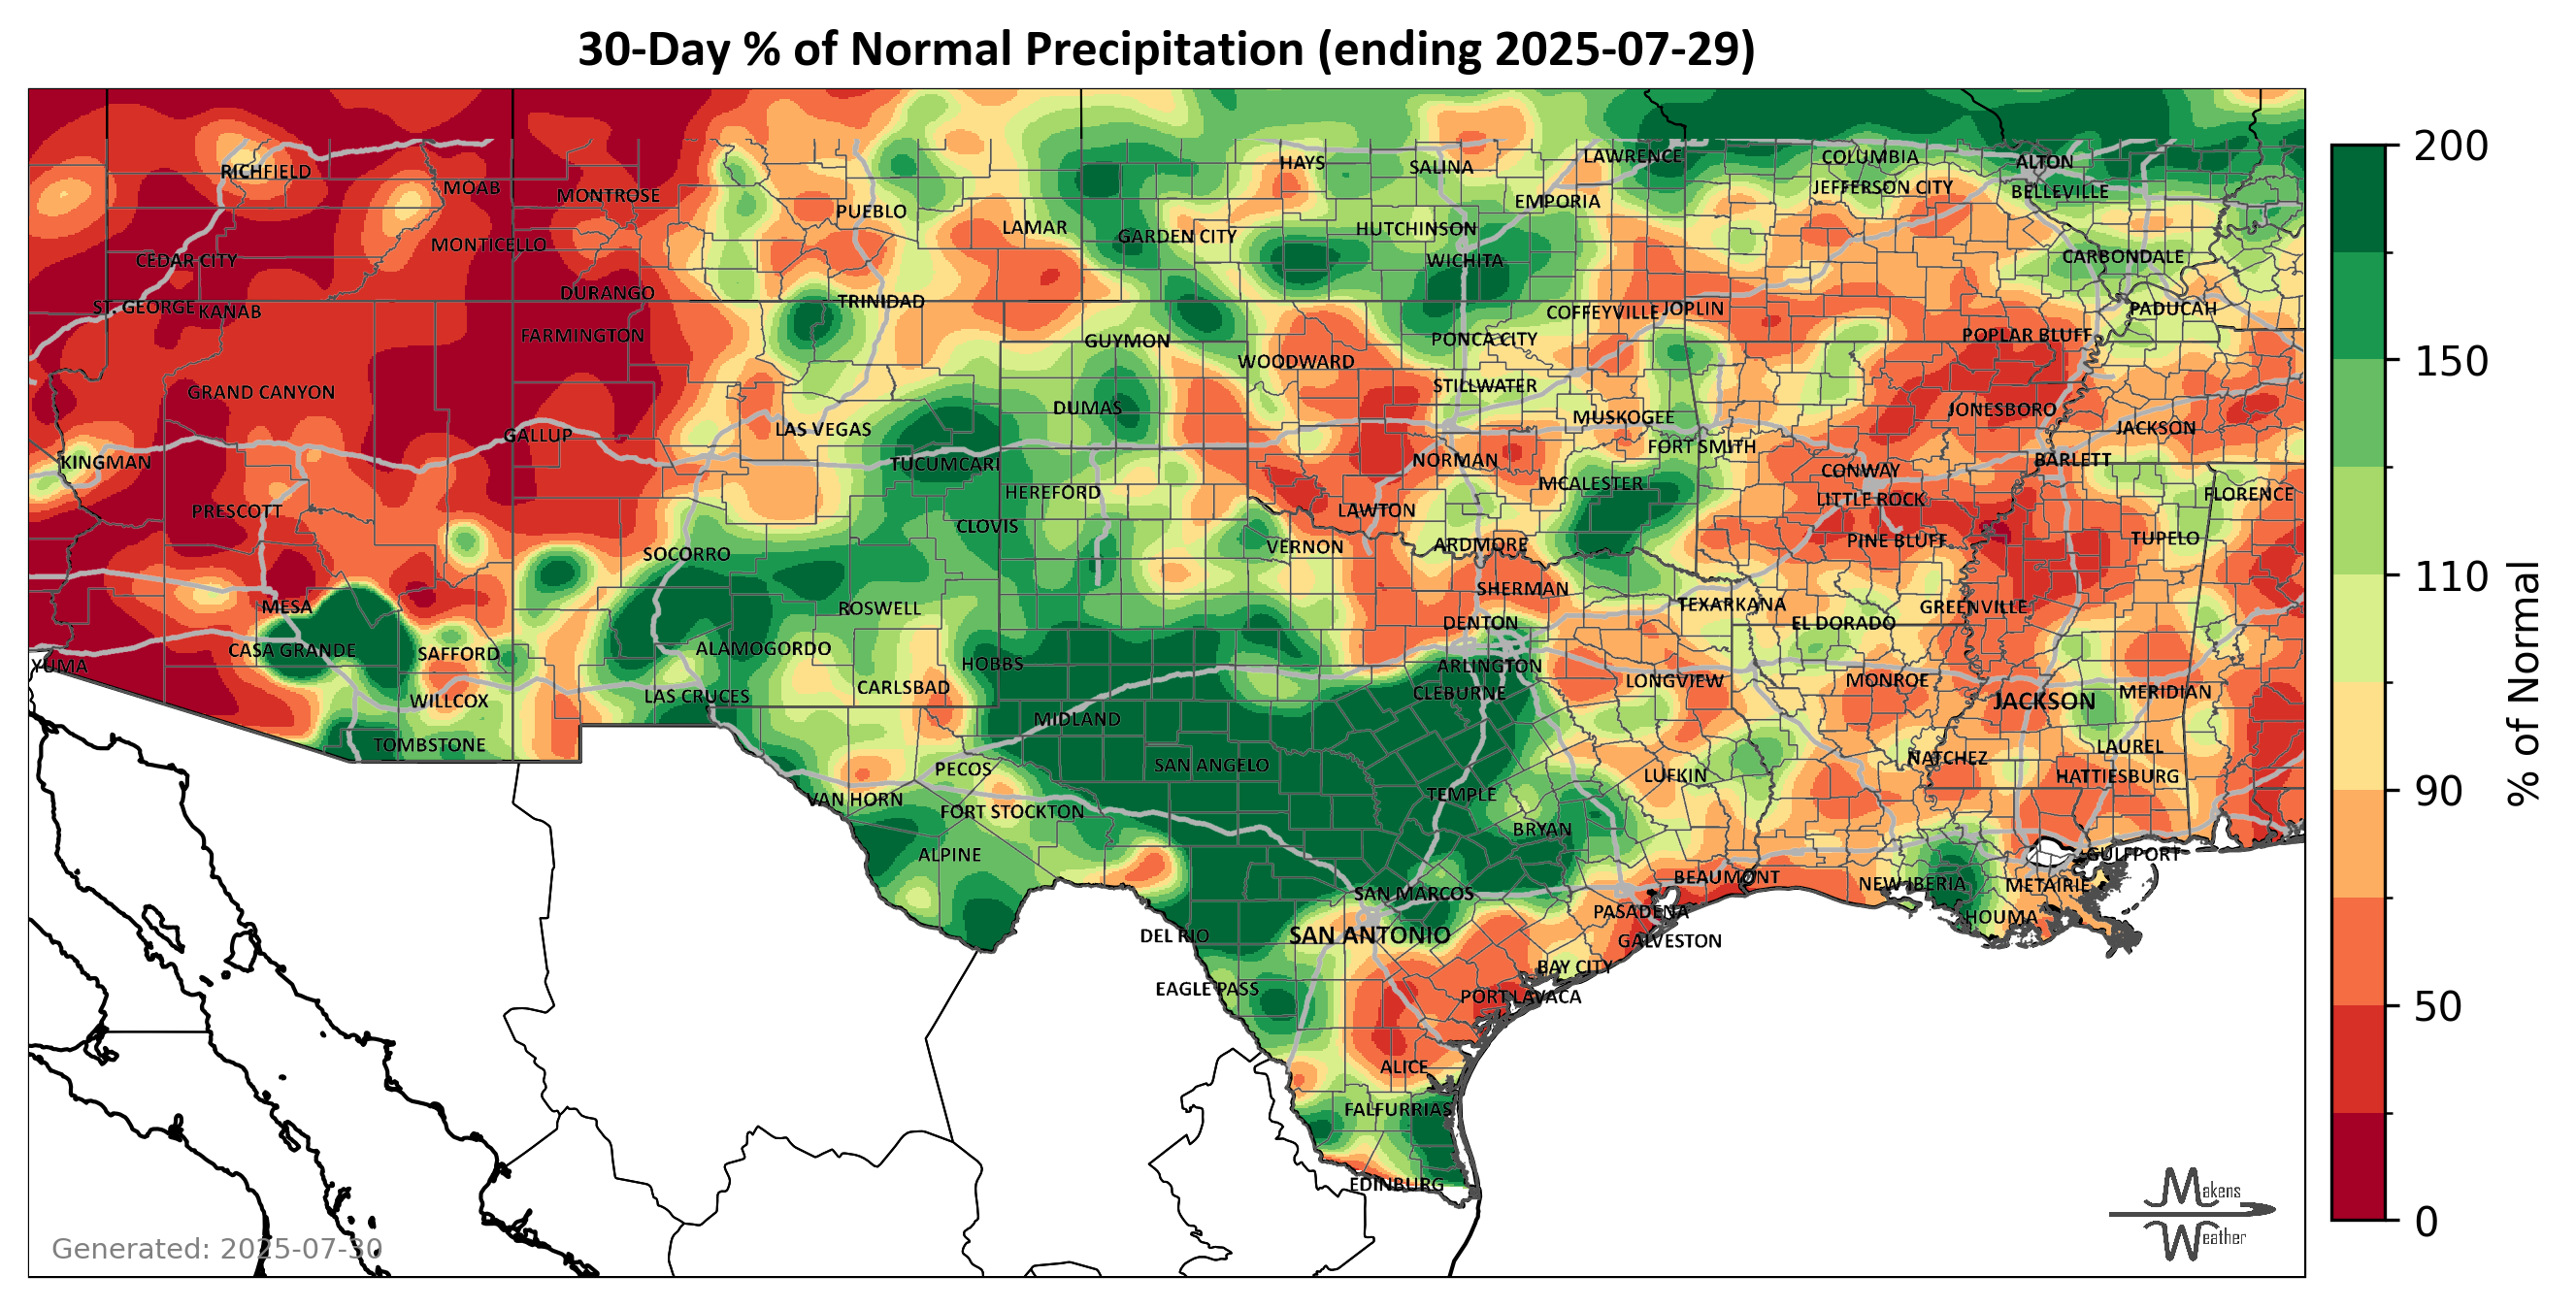 30-Day % of Normal Precipitation (ending 2025-07-29)
RICHFIELD
MOAB
MONTROSE
PUEBLO
LAMAR
HAYS
SALINA
LAWRENCE
COLUMBIA
ALTON
JEFFERSON CITY
BELLEVILLE
EMPORIA
GARDEN CITY
HUTCHINSON
MONTICELLO
CEDAR CITY
WICHITA
CARBONDALE
DURANGO
TRINIDAD
ST. GEORGE
KANAB
COFFEYVILLE
JOPLIN
PADUCAH
FARMINGTON
GUYMON
PONCA CITY
POPLAR BLUFF
WOODWARD
GRAND CANYON
STILLWATER
DUMAS
MUSKOGEE
JONESBORO
GALLUP
LAS VEGAS
JACKSON
FORT SMITH
KINGMAN
TUCUMCARI
NORMAN
CONWAY
BARLETT
HEREFORD
MCALESTER
LITTLE ROCK
FLORENCE
PRESCOTT
CLOVIS
LAWTON
SOCORRO
VERNON
ARDMORE
PINE BLUFF
TUPELO
MESA
ROSWELL
SHERMAN
TEXARKANA
GREENVILLE
DENTON
EL DORADO
CASA GRANDE
SAFFORD
ALAMOGORDO
HOBBS
ARLINGTON
YUMA
WILLCOX
LAS CRUCES
CARLSBAD
CLEBURNE
LONGVIEW
MONROE
JACKSON
MERIDIAN
MIDLAND
TOMBSTONE
PECOS
SAN ANGELO
LUFKIN
NATCHEZ
LAUREL
HATTIESBURG
VAN HORN
FORT STOCKTON
TEMPLE
BRYAN
ALPINE
GULFPORT
SAN MARCOS
BEAUMONT
NEW IBERIA
METAIRIE
PASADENA
HOUMA
DEL RIO
SAN ANTONIO
GALVESTON
BAY CITY
EAGLE PASS
PORT LAVACA
ALICE
FALFURRIAS
EDINBURG
Generated: 2025-07-30
Makens
Weather
200
150
110
90
50
0
% of Normal